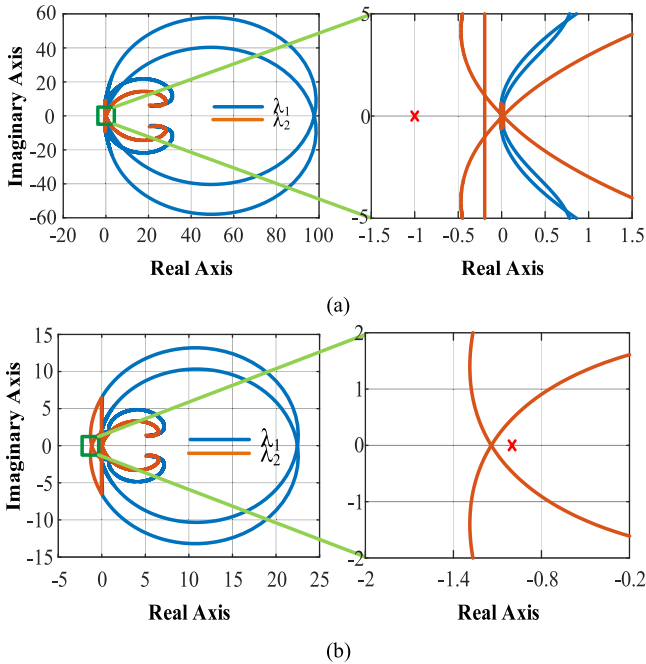 (a)
Imaginary Axis
60
40
20
0
-20
-40
-60
-20 0 20 40 60 80 100
Real Axis
λ1
λ2
5
0
-5
-1.5 -1 -0.5 0 0.5 1 1.5
Real Axis
(a)
(b)
Imaginary Axis
15
10
5
0
-5
-10
-15
-5 0 5 10 15 20 25
Real Axis
λ1
λ2
2
1
0
-1
-2
-2 -1.4 -0.8 -0.2
Real Axis
(b)